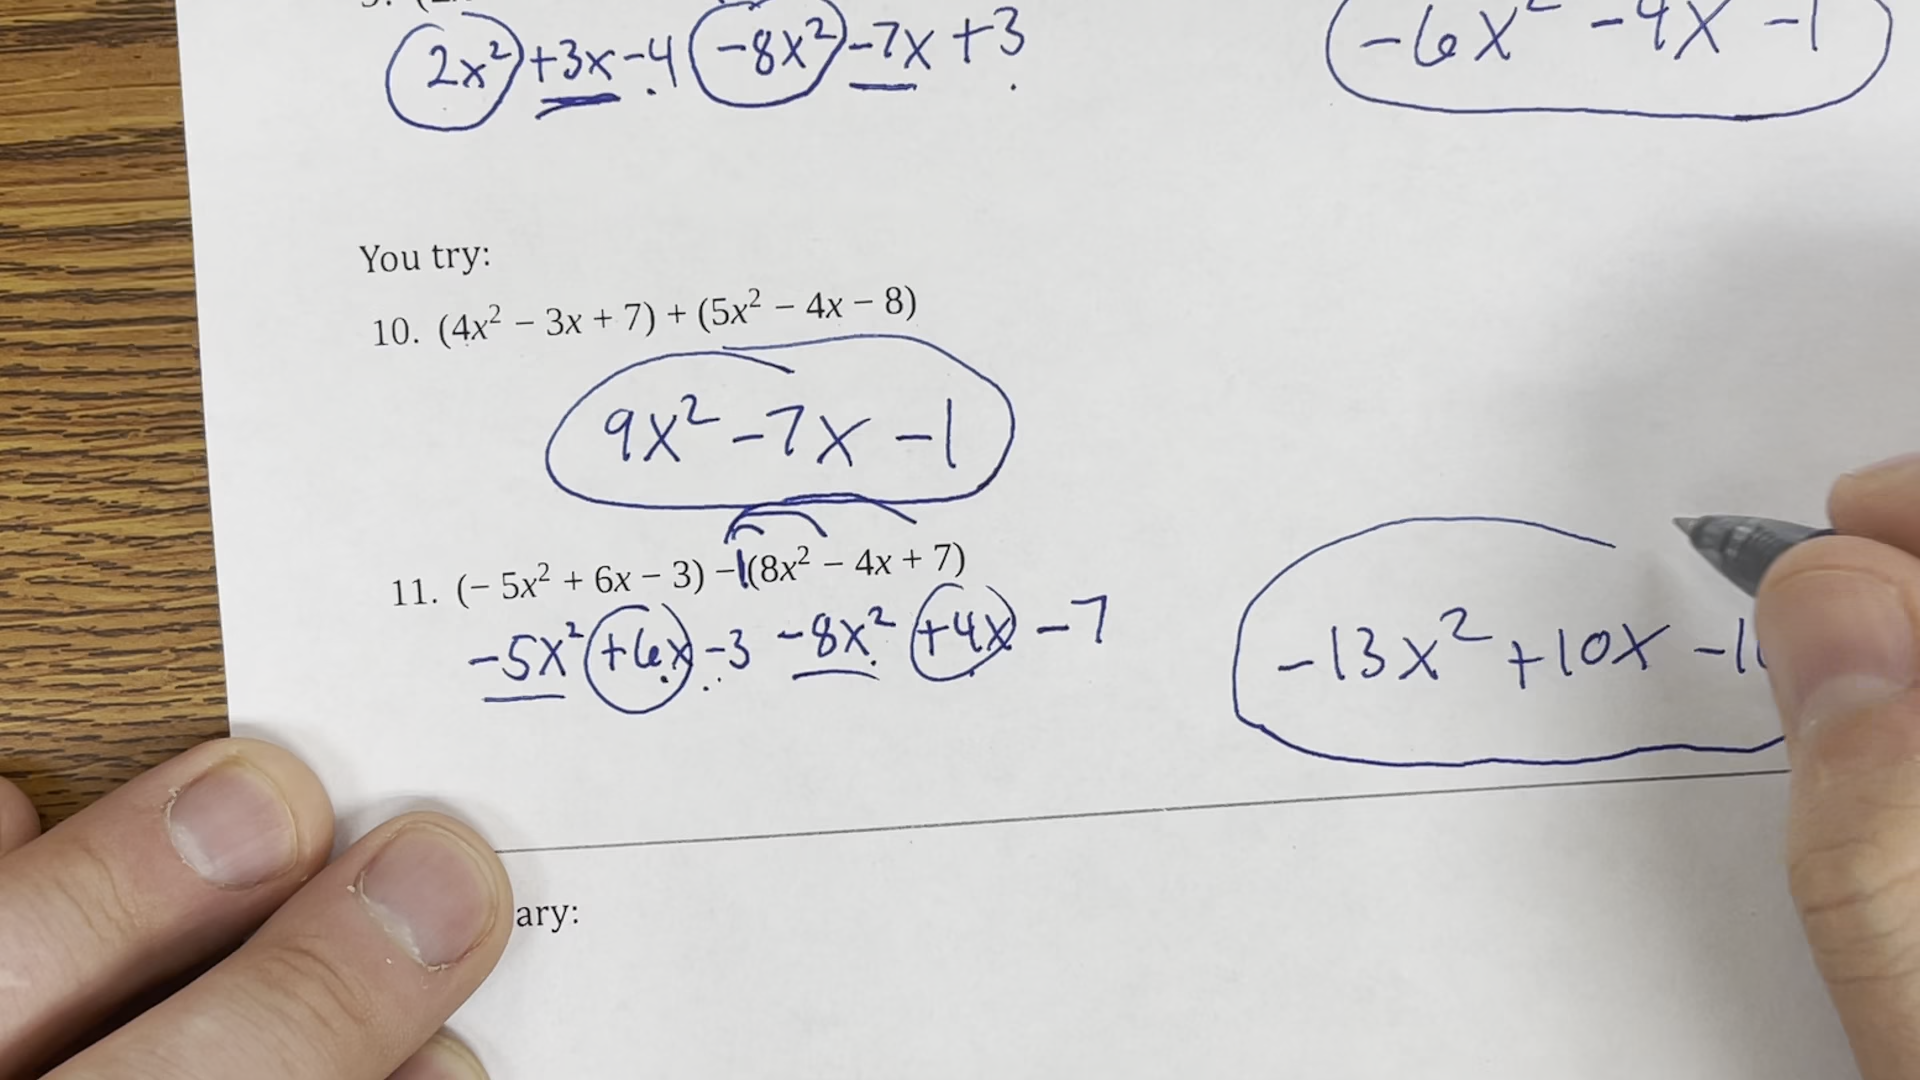 2x² +3x -4 -8x² -7x +3
-6x² -4x -1
You try:
10. (4x² − 3x + 7) + (5x² − 4x − 8)
9x² -7x -1
11. (− 5x² + 6x − 3) −1(8x² − 4x + 7)
-5x² +6x -3 -8x² +4x -7
-13x² +10x -1
ary: